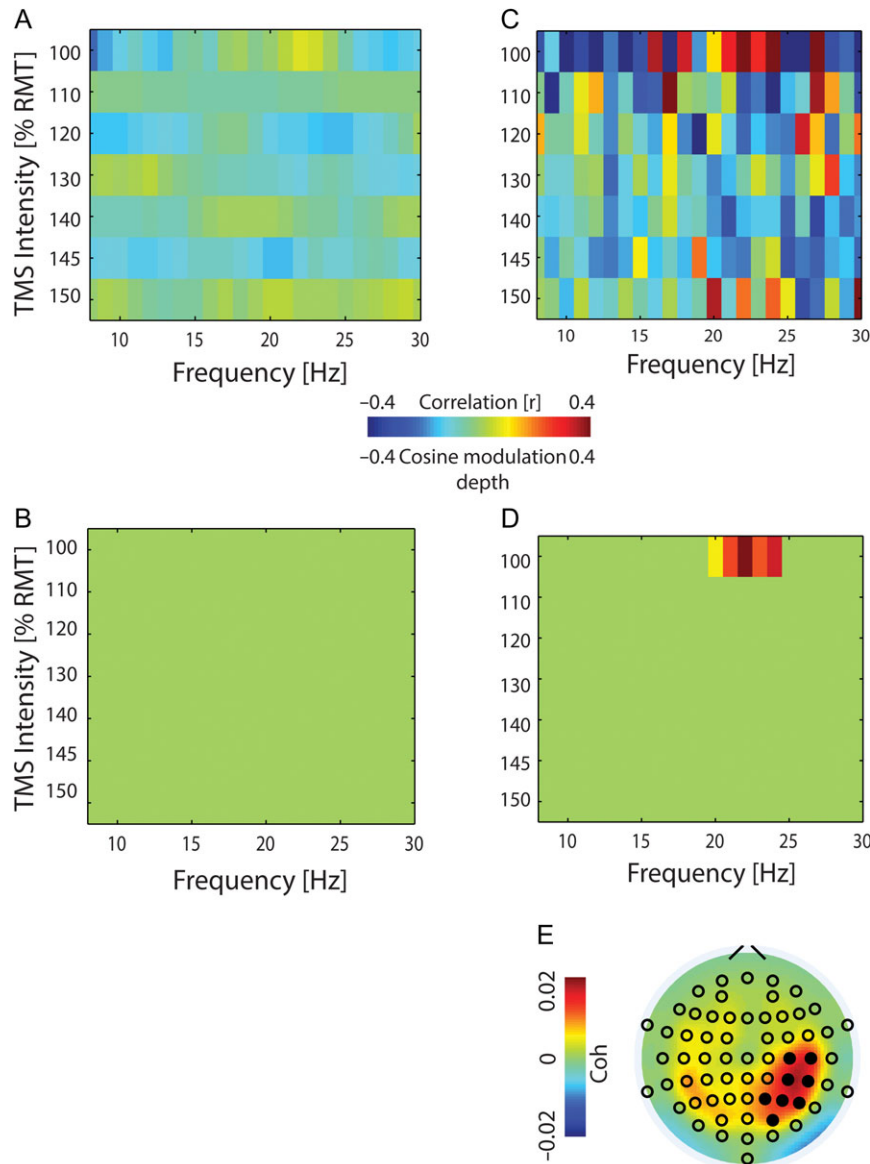 A
TMS Intensity [% RMT]
100
110
120
130
140
145
150
10 15 20 25 30
Frequency [Hz]
C
100
110
120
130
140
145
150
10 15 20 25 30
Frequency [Hz]
–0.4 Correlation [r] 0.4
–0.4 Cosine modulation 0.4
depth
B
TMS Intensity [% RMT]
100
110
120
130
140
145
150
10 15 20 25 30
Frequency [Hz]
D
100
110
120
130
140
145
150
10 15 20 25 30
Frequency [Hz]
E
0.02
0
–0.02
Coh